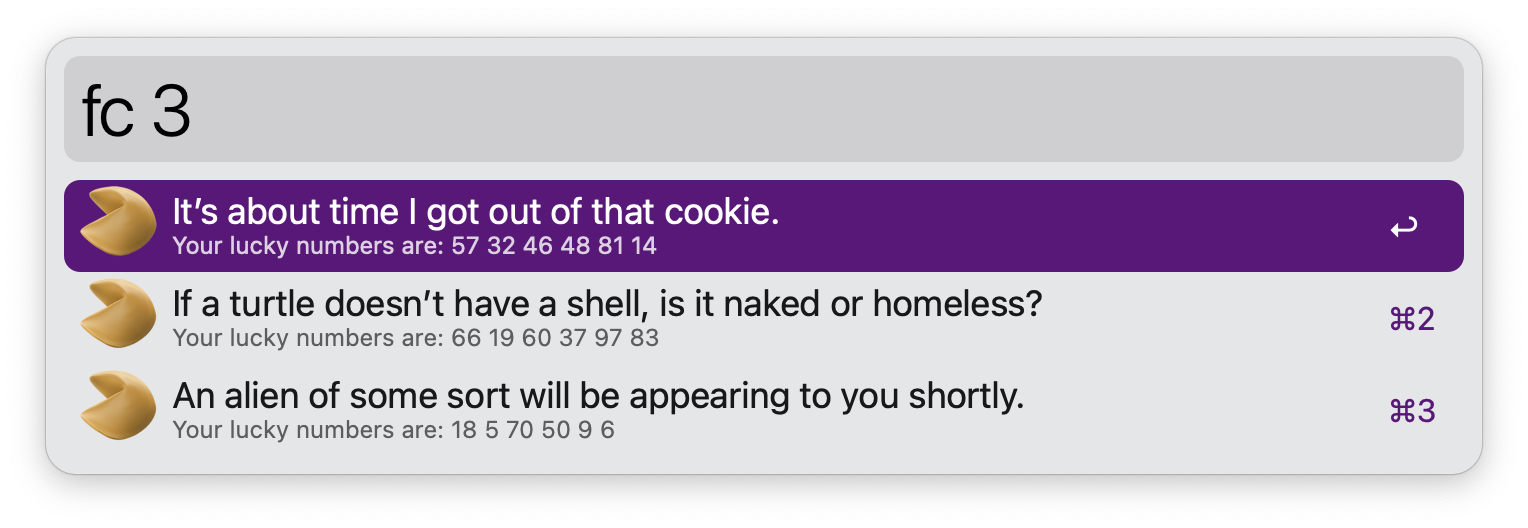 fc 3
It’s about time I got out of that cookie.
Your lucky numbers are: 57 32 46 48 81 14
If a turtle doesn’t have a shell, is it naked or homeless?
Your lucky numbers are: 66 19 60 37 97 83
⌘2
An alien of some sort will be appearing to you shortly.
Your lucky numbers are: 18 5 70 50 9 6
⌘3